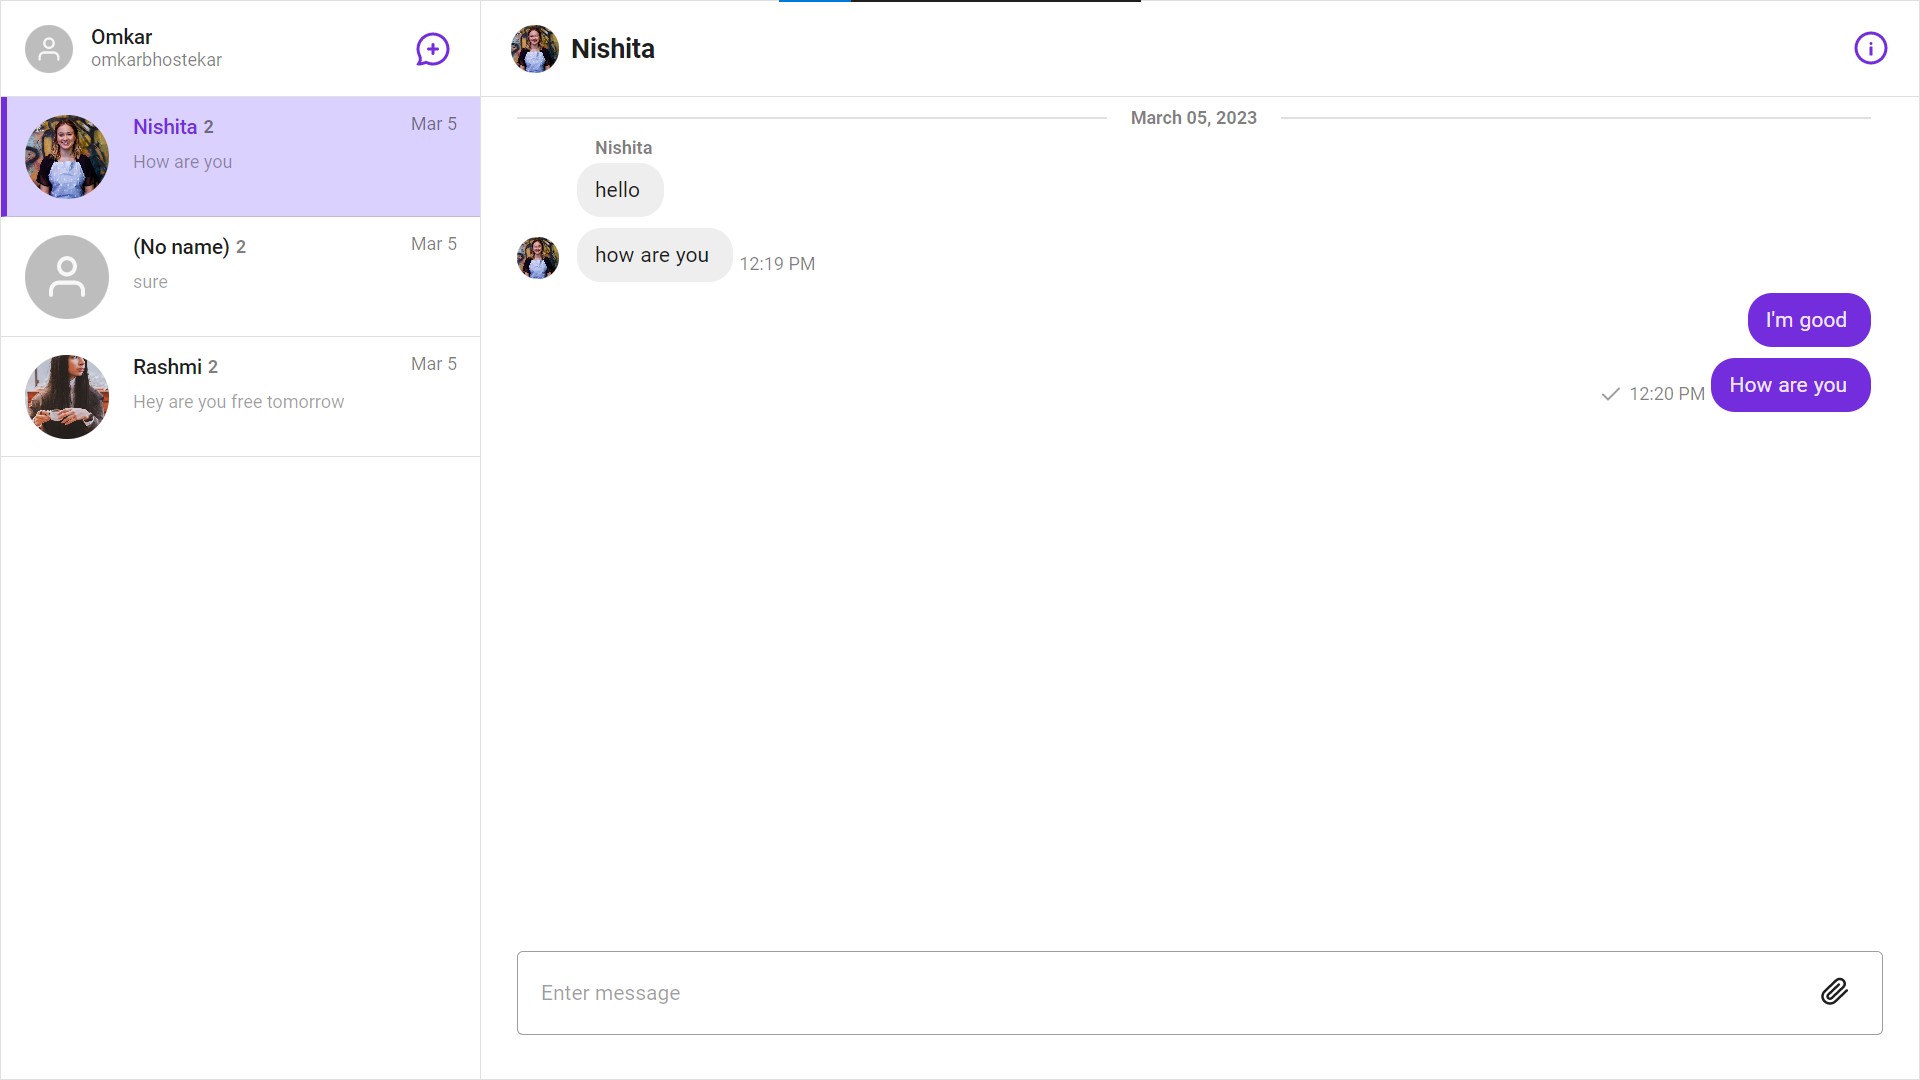 Omkar
omkarbhostekar
Nishita 2
Mar 5
How are you
(No name) 2
Mar 5
sure
Rashmi 2
Mar 5
Hey are you free tomorrow
Nishita
March 05, 2023
Nishita
hello
how are you
12:19 PM
I'm good
12:20 PM
How are you
Enter message